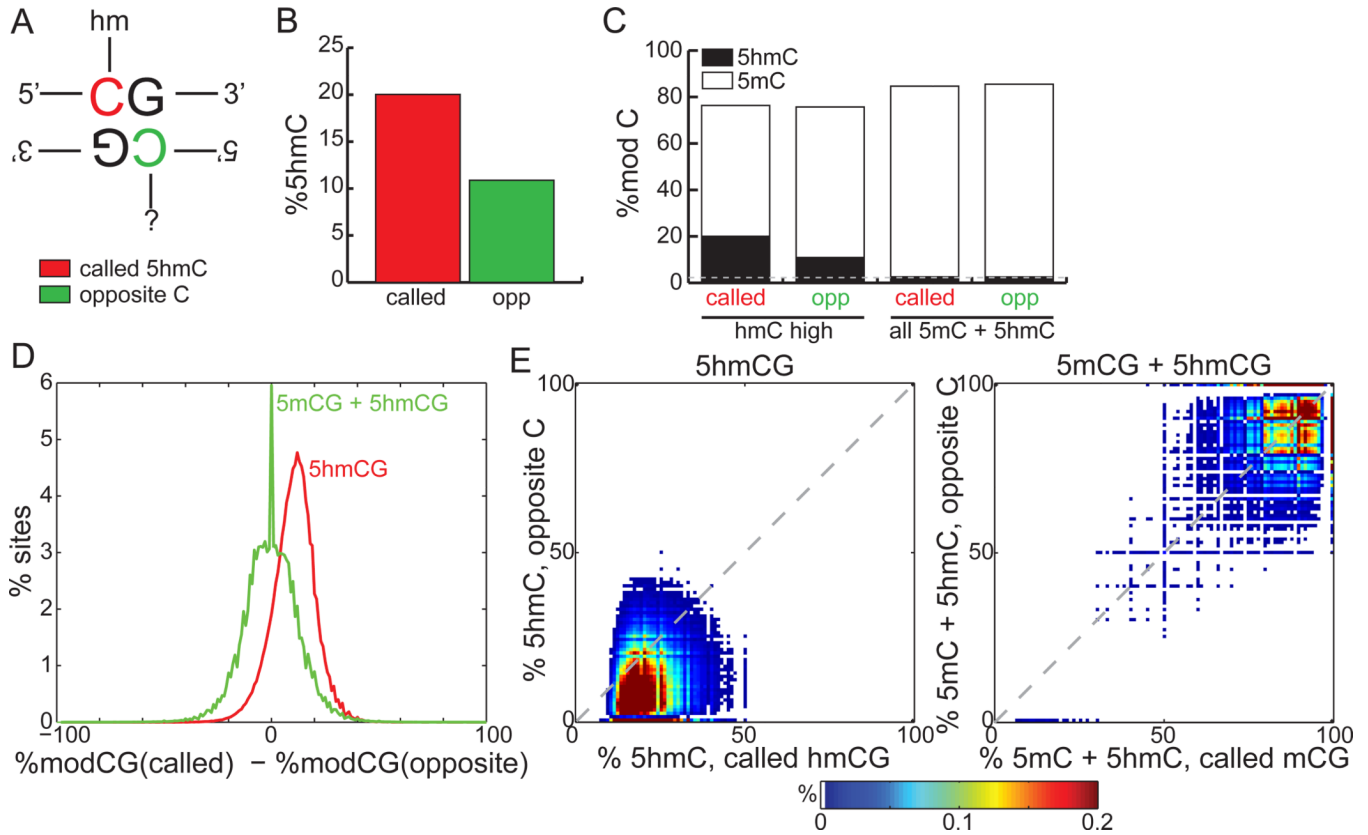 A
hm
5’
C
G
3’
3’
G
C
5’
?
called 5hmC
opposite C
B
%5hmC
25
20
15
10
5
0
called
opp
C
%mod C
100
80
60
40
20
0
5hmC
5mC
called
opp
called
opp
hmC high
all 5mC + 5hmC
D
% sites
6
5
4
3
2
1
0
5mCG + 5hmCG
5hmCG
−100
0
100
%modCG(called) − %modCG(opposite)
E
5hmCG
% 5hmC, opposite C
100
50
0
0
50
100
% 5hmC, called hmCG
5mCG + 5hmCG
% 5mC + 5hmC, opposite C
100
50
0
0
50
100
% 5mC + 5hmC, called mCG
%
0
0.1
0.2